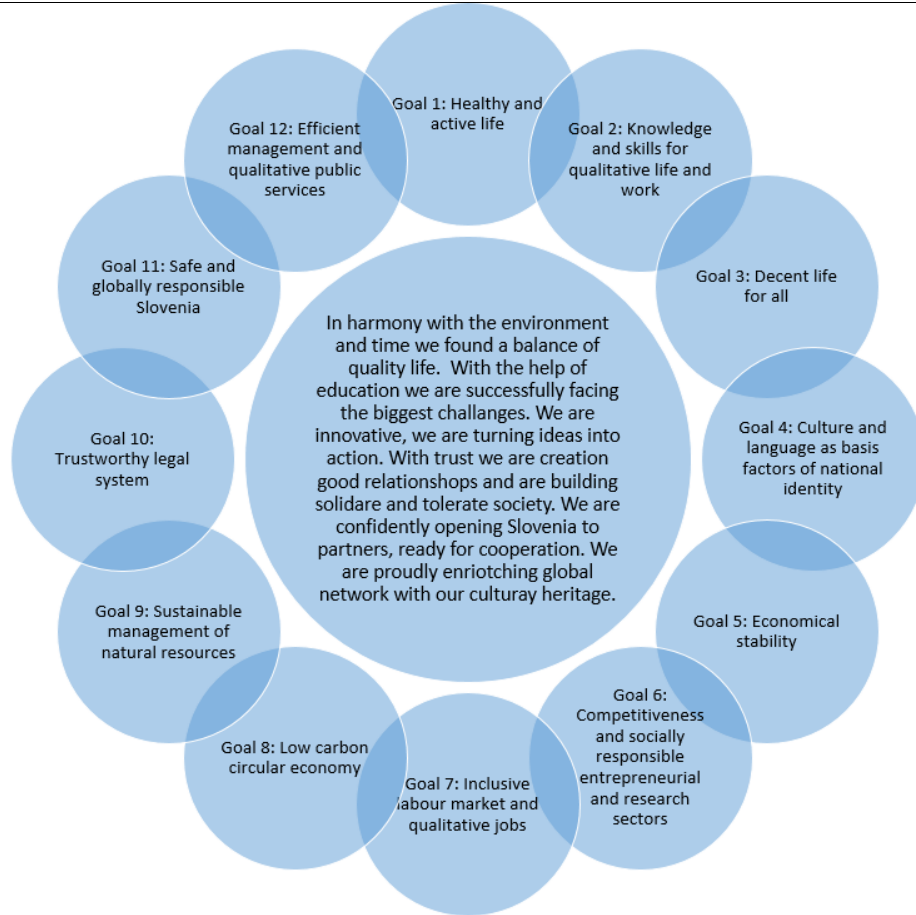 Goal 1: Healthy and
active life
Goal 2: Knowledge
and skills for
qualitative life and
work
Goal 3: Decent life
for all
Goal 4: Culture and
language as basis
factors of national
identity
Goal 5: Economical
stability
Goal 6:
Competitiveness
and socially
responsible
entrepreneurial
and research
sectors
Goal 7: Inclusive
labour market and
qualitative jobs
Goal 8: Low carbon
circular economy
Goal 9: Sustainable
management of
natural resources
Goal 10:
Trustworthy legal
system
Goal 11: Safe and
globally responsible
Slovenia
Goal 12: Efficient
management and
qualitative public
services
In harmony with the environment
and time we found a balance of
quality life.  With the help of
education we are successfully facing
the biggest challanges. We are
innovative, we are turning ideas into
action. With trust we are creation
good relationshops and are building
solidare and tolerate society. We are
confidently opening Slovenia to
partners, ready for cooperation. We
are proudly enriotching global
network with our culturay heritage.